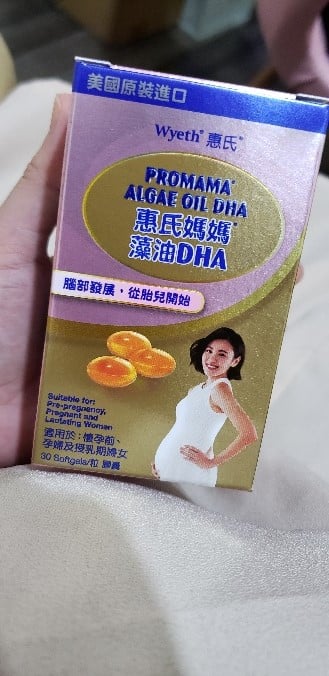 美國原裝進口
Wyeth® 惠氏®
PROMAMA®
ALGAE OIL DHA
惠氏媽媽®
藻油DHA
腦部發展，從胎兒開始
Suitable for:
Pre-pregnancy,
Pregnant and
Lactating Women
適用於：懷孕前、
孕婦及授乳期婦女
30 Softgels/粒 膠囊